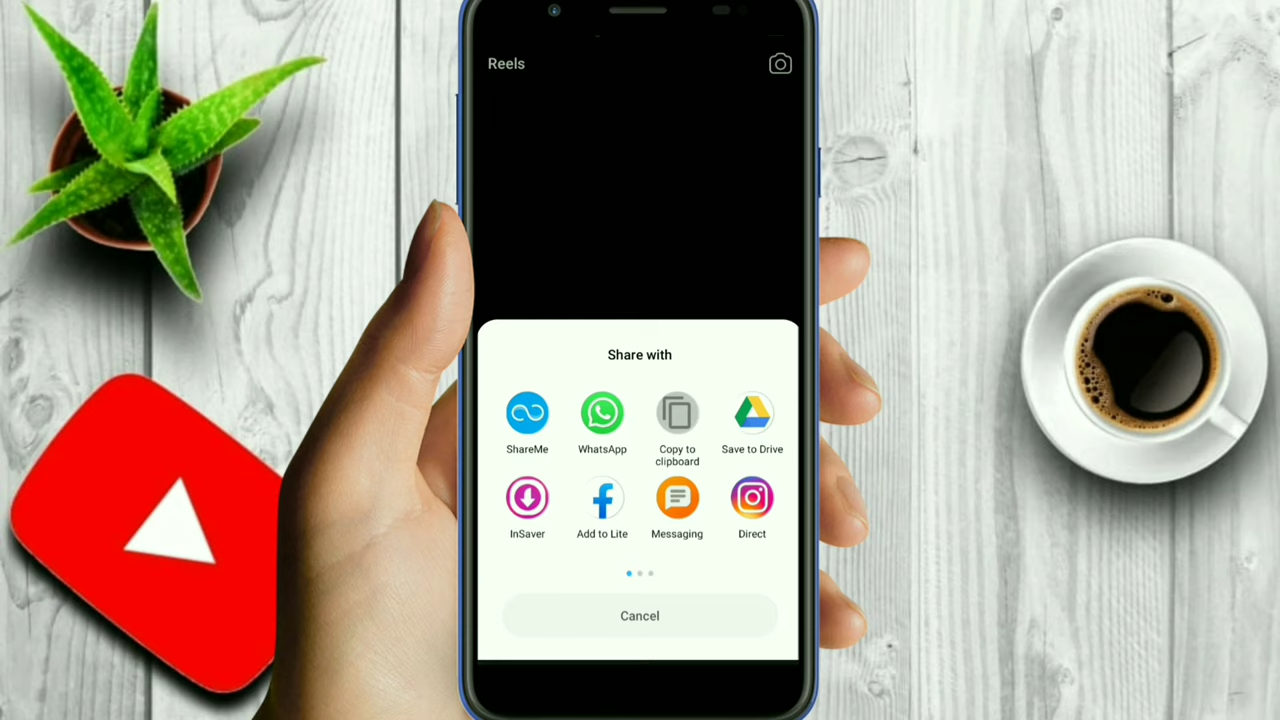 Reels
Share with
ShareMe
WhatsApp
Copy to
clipboard
Save to Drive
InSaver
Add to Lite
Messaging
Direct
Cancel